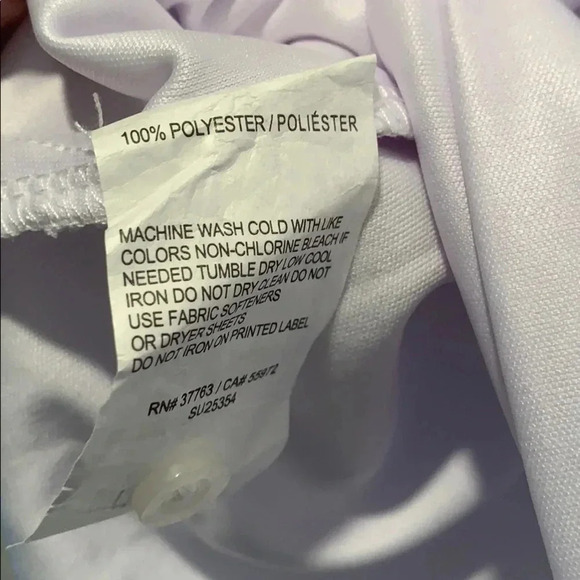 100% POLYESTER / POLIÉSTER
MACHINE WASH COLD WITH LIKE
COLORS NON-CHLORINE BLEACH IF
NEEDED TUMBLE DRY LOW COOL
IRON DO NOT DRY CLEAN DO NOT
USE FABRIC SOFTENERS
OR DRYER SHEETS
DO NOT IRON ON PRINTED LABEL
RN# 37763 / CA# 55972
SU25354